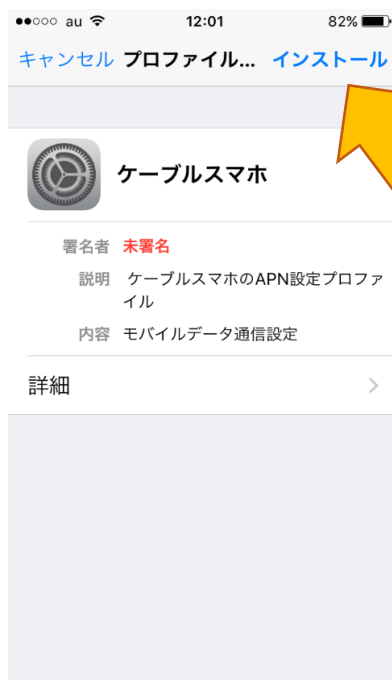 au 12:01 82%
キャンセル プロファイル... インストール
ケーブルスマホ
署名者 未署名
説明 ケーブルスマホのAPN設定プロファ
イル
内容 モバイルデータ通信設定
詳細